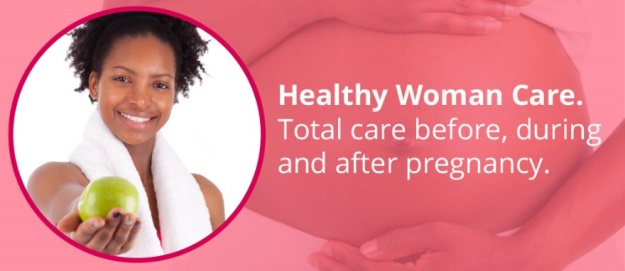 Healthy Woman Care.
Total care before, during
and after pregnancy.